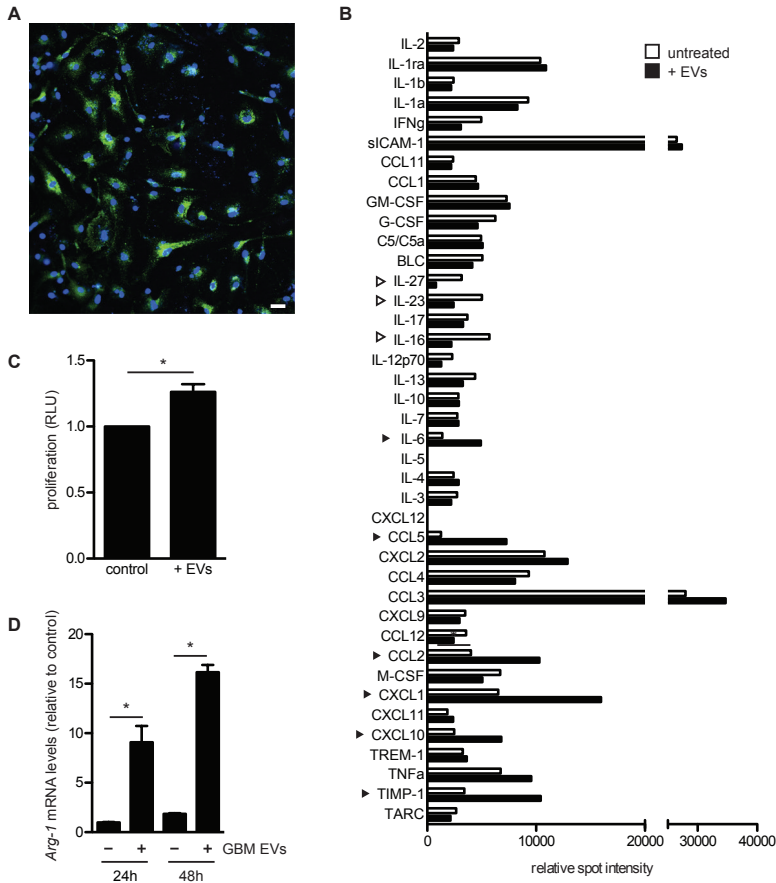 A
B
IL-2
IL-1ra
IL-1b
IL-1a
IFNg
sICAM-1
CCL11
CCL1
GM-CSF
G-CSF
C5/C5a
BLC
IL-27
IL-23
IL-17
IL-16
IL-12p70
IL-13
IL-10
IL-7
IL-6
IL-5
IL-4
IL-3
CXCL12
CCL5
CXCL2
CCL4
CCL3
CXCL9
CCL12
CCL2
M-CSF
CXCL1
CXCL11
CXCL10
TREM-1
TNFa
TIMP-1
TARC
untreated
+ EVs
0 10000 20000 30000 40000
relative spot intensity
C
proliferation (RLU)
1.5
1.0
0.5
0.0
*
control + EVs
D
Arg-1 mRNA levels (relative to control)
20
15
10
5
0
*
*
– + – + GBM EVs
24h 48h